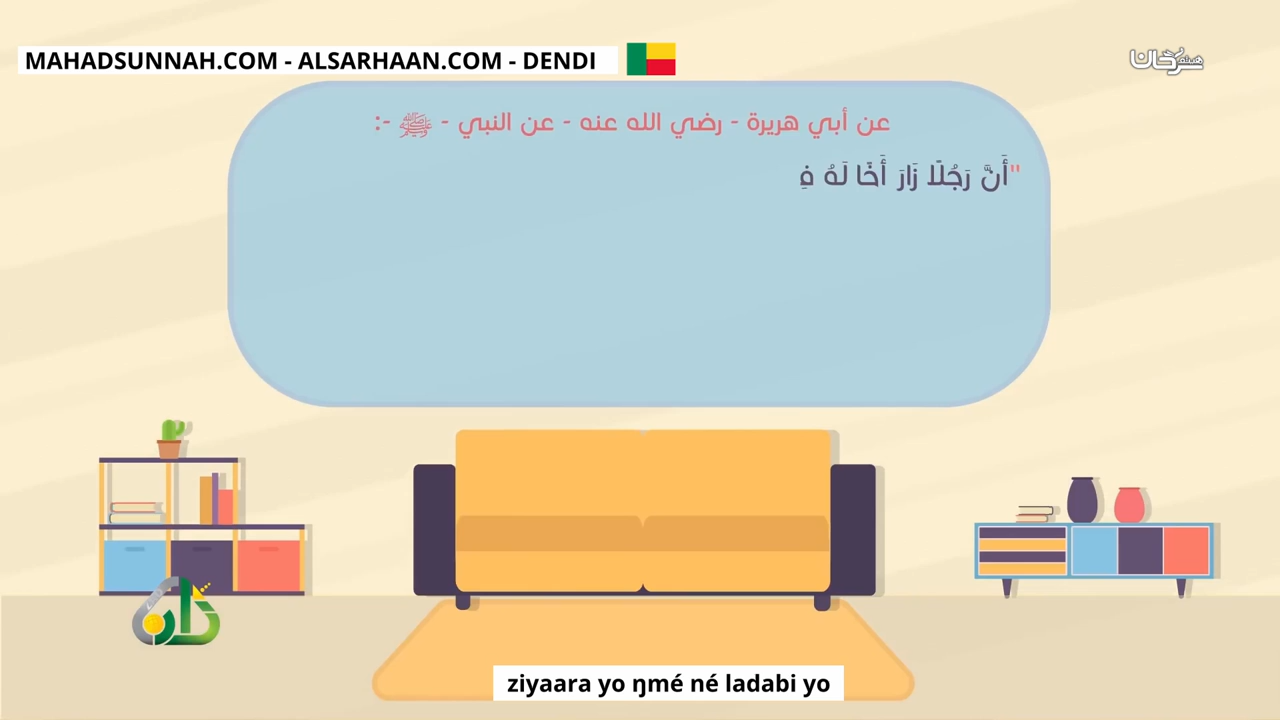 MAHADSUNNAH.COM - ALSARHAAN.COM - DENDI
عن أبي هريرة - رضي الله عنه - عن النبي - ﷺ -:
"أَنَّ رَجُلًا زَارَ أَخًا لَهُ فِ
ziyaara yo ŋmé né ladabi yo